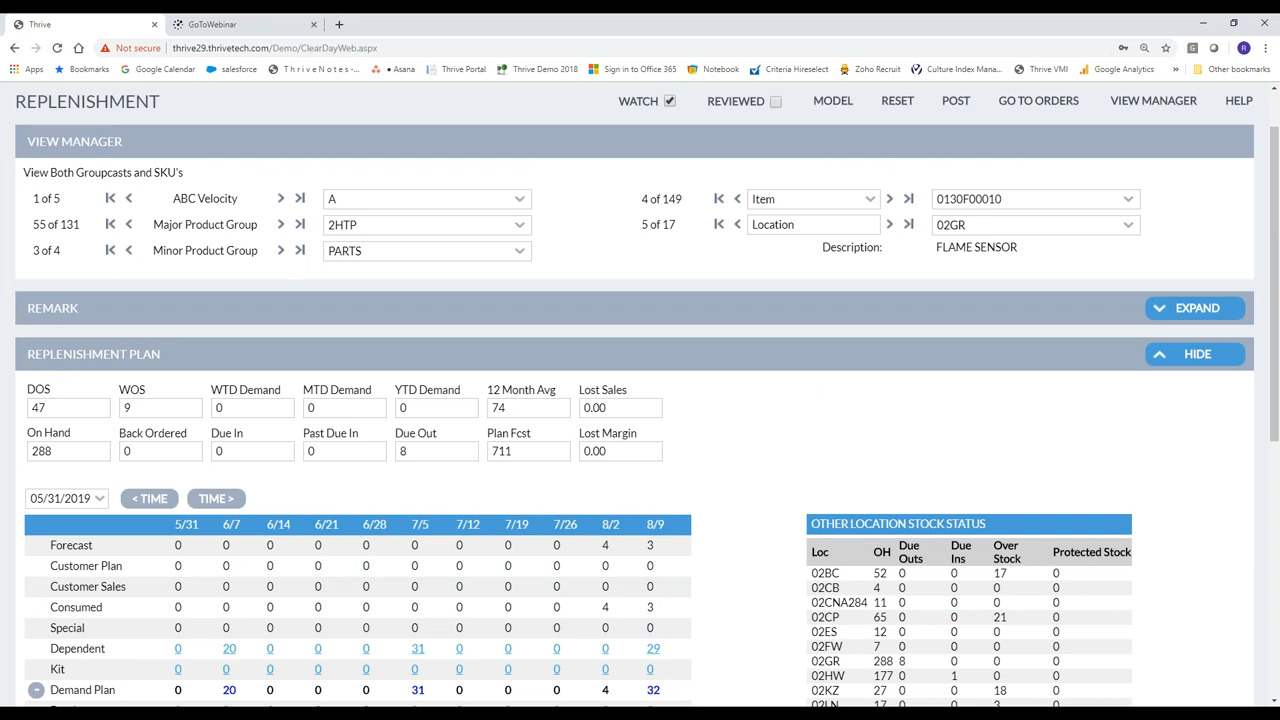 Thrive
GoToWebinar
Not secure thrive29.thrivetech.com/Demo/ClearDayWeb.aspx
Apps Bookmarks Google Calendar salesforce T h r i v e N o t e s -... Asana Thrive Portal Thrive Demo 2018 Sign in to Office 365 Notebook Criteria Hireselect Zoho Recruit Culture Index Mana... Thrive VMI Google Analytics » Other bookmarks
REPLENISHMENT WATCH REVIEWED MODEL RESET POST GO TO ORDERS VIEW MANAGER HELP
VIEW MANAGER
View Both Groupcasts and SKU's
1 of 5 ABC Velocity A 4 of 149 Item 0130F00010
55 of 131 Major Product Group 2HTP 5 of 17 Location 02GR
3 of 4 Minor Product Group PARTS Description: FLAME SENSOR
REMARK EXPAND
REPLENISHMENT PLAN HIDE
DOS WOS WTD Demand MTD Demand YTD Demand 12 Month Avg Lost Sales
47 9 0 0 0 74 0.00
On Hand Back Ordered Due In Past Due In Due Out Plan Fcst Lost Margin
288 0 0 0 8 711 0.00
05/31/2019 < TIME TIME >
5/31 6/7 6/14 6/21 6/28 7/5 7/12 7/19 7/26 8/2 8/9
Forecast 0 0 0 0 0 0 0 0 0 4 3
Customer Plan 0 0 0 0 0 0 0 0 0 0 0
Customer Sales 0 0 0 0 0 0 0 0 0 0 0
Consumed 0 0 0 0 0 0 0 0 0 4 3
Special 0 0 0 0 0 0 0 0 0 0 0
Dependent 0 20 0 0 0 31 0 0 0 0 29
Kit 0 0 0 0 0 0 0 0 0 0 0
Demand Plan 0 20 0 0 0 31 0 0 0 4 32
OTHER LOCATION STOCK STATUS
Loc OH Due Outs Due Ins Over Stock Protected Stock
02BC 52 0 0 17 0
02CB 4 0 0 0 0
02CNA284 11 0 0 0 0
02CP 65 0 0 21 0
02ES 12 0 0 0 0
02FW 7 0 0 0 0
02GR 288 8 0 0 0
02HW 177 0 1 0 0
02KZ 27 0 0 18 0
02LN 17 3 0 0 0